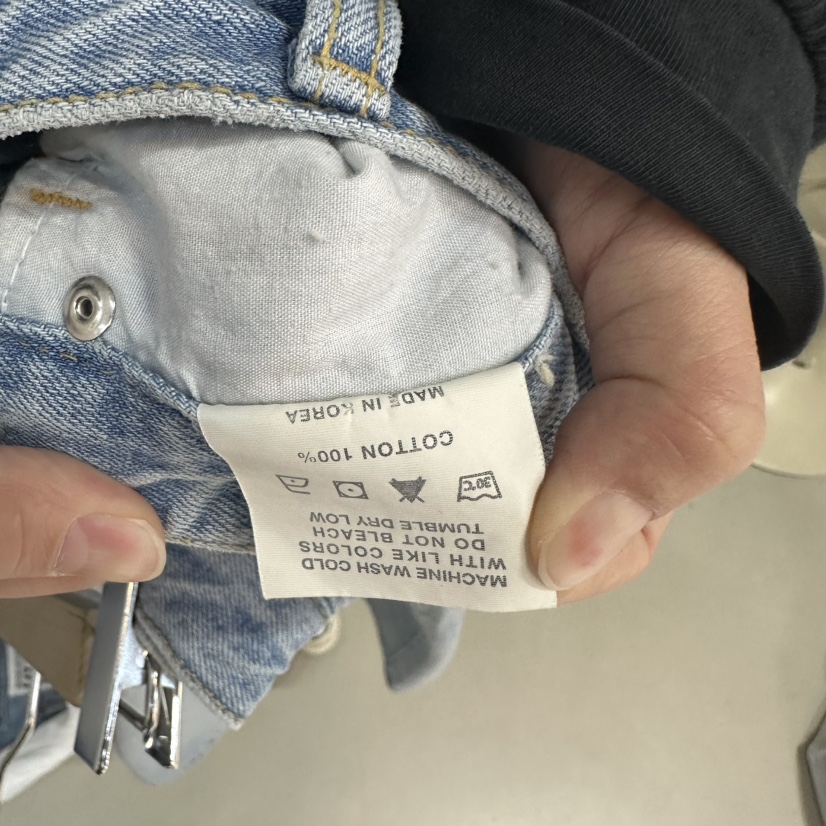 MACHINE WASH COLD
WITH LIKE COLORS
DO NOT BLEACH
TUMBLE DRY LOW
30℃
COTTON 100%
MADE IN KOREA